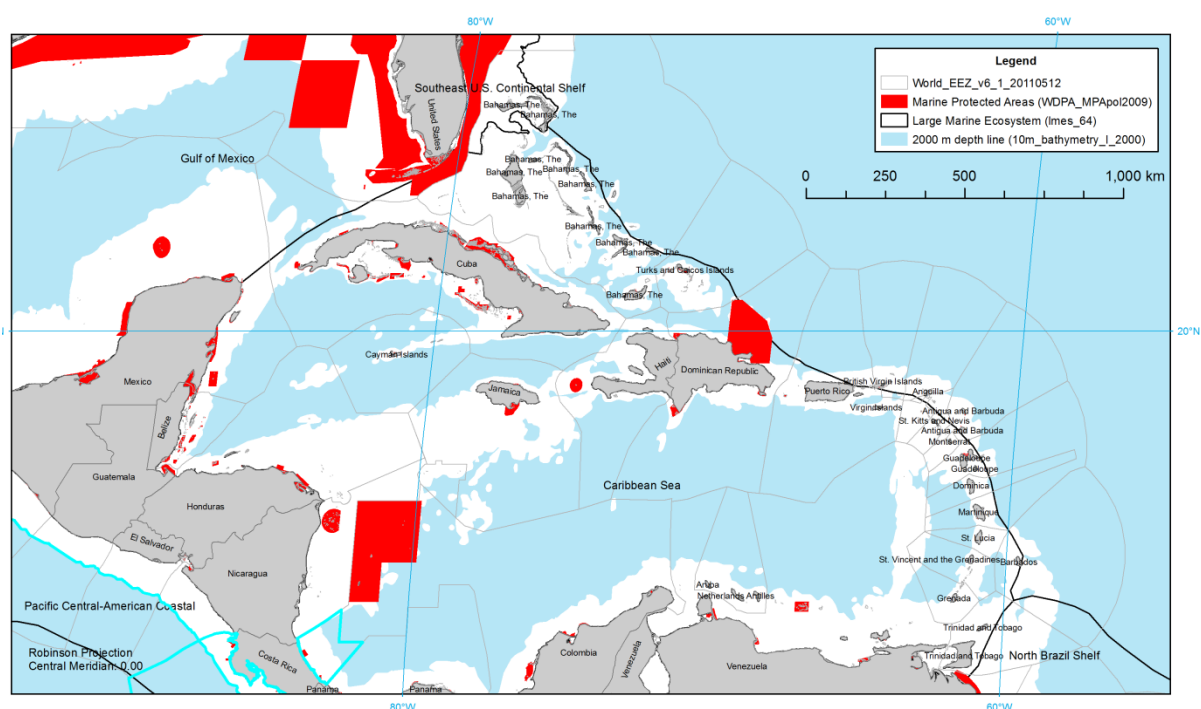 80°W
60°W
Legend
World_EEZ_v6_1_20110512
Marine Protected Areas (WDPA_MPApol2009)
Large Marine Ecosystem (lmes_64)
2000 m depth line (10m_bathymetry_l_2000)
0 250 500 1,000 km
Southeast U.S. Continental Shelf
United States
Bahamas, The
Bahamas, The
Gulf of Mexico
Bahamas, The
Bahamas, The
Bahamas, The
Bahamas, The
Bahamas, The
Bahamas, The
Bahamas, The
Bahamas, The
Cuba
Turks and Caicos Islands
Bahamas, The
20°N
Cayman Islands
Haiti
Dominican Republic
Mexico
Jamaica
Puerto Rico
British Virgin Islands
Anguilla
Virgin Islands
Antigua and Barbuda
St. Kitts and Nevis
Antigua and Barbuda
Montserrat
Belize
Guatemala
Guadeloupe
Guadeloupe
Caribbean Sea
Dominica
Honduras
Martinique
El Salvador
St. Lucia
Nicaragua
St. Vincent and the Grenadines
Barbados
Aruba
Netherlands Antilles
Grenada
Pacific Central-American Coastal
Trinidad and Tobago
Robinson Projection
Central Meridian: 0.00
Costa Rica
Colombia
Venezuela
Venezuela
Trinidad and Tobago
North Brazil Shelf
Panama
Panama
80°W
60°W